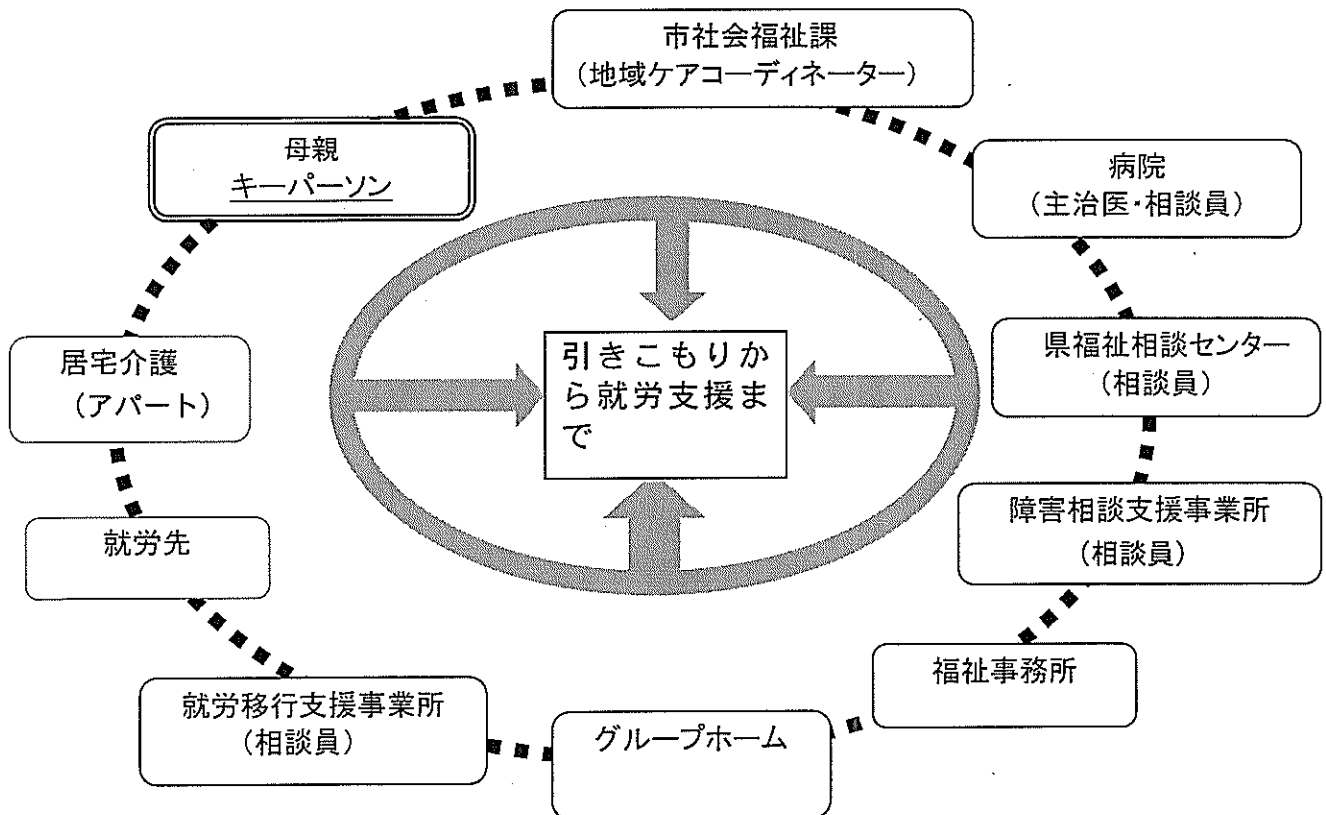 市社会福祉課
(地域ケアコーディネーター)
母親
キーパーソン
病院
(主治医・相談員)
居宅介護
(アパート)
引きこもりか
ら就労支援ま
で
県福祉相談センター
(相談員)
就労先
障害相談支援事業所
(相談員)
就労移行支援事業所
(相談員)
グループホーム
福祉事務所